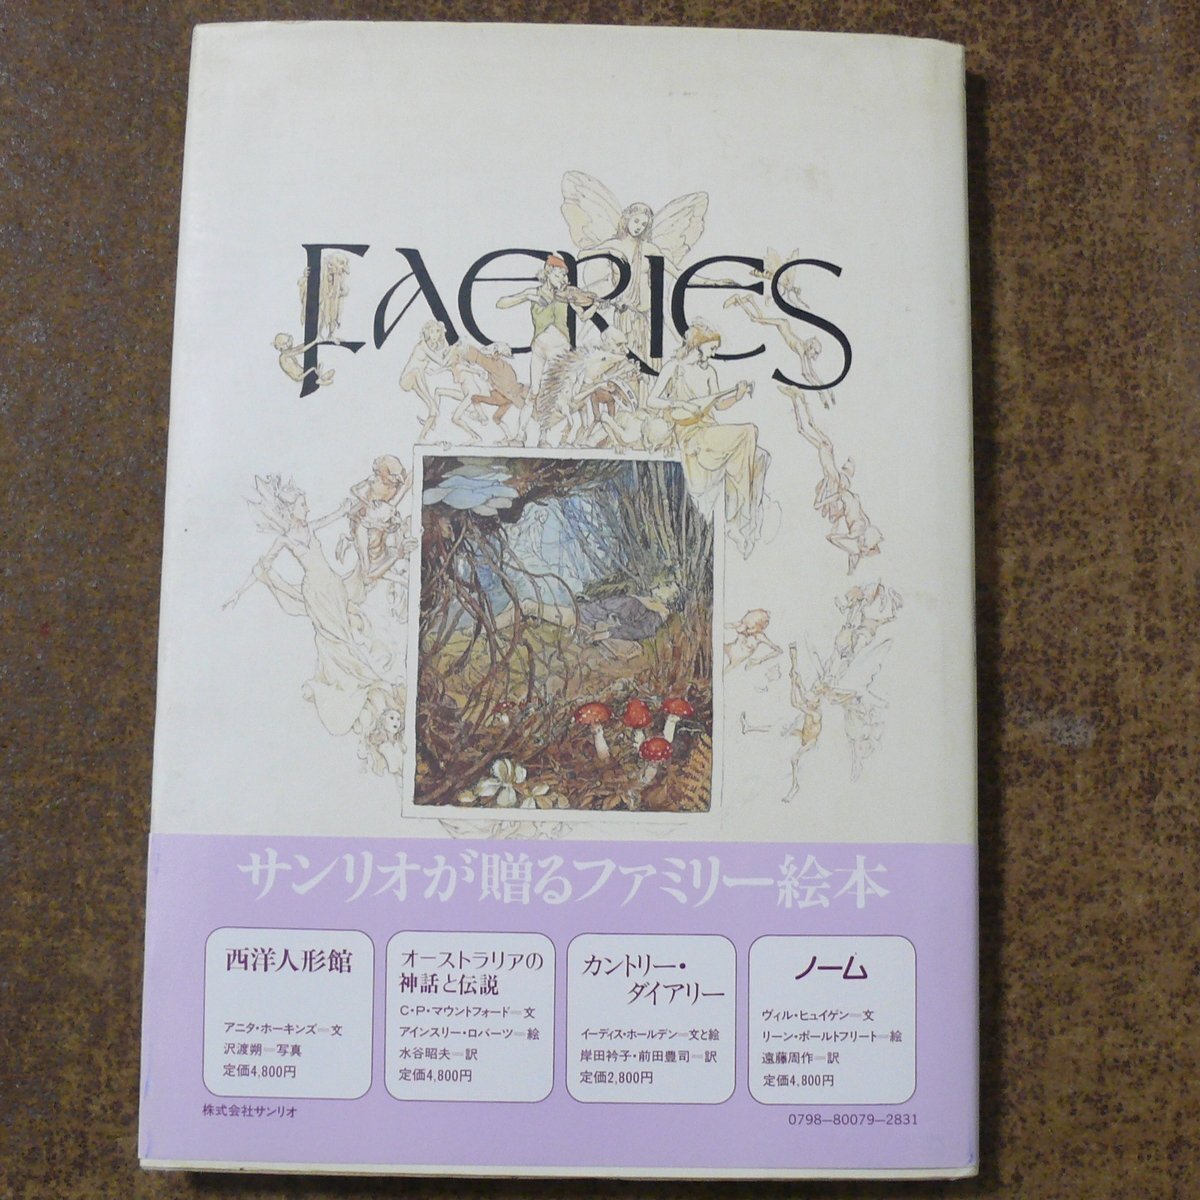 FAERIES
サンリオが贈るファミリー絵本
西洋人形館
アニタ・ホーキンズ=文
沢渡朔=写真
定価4,800円
オーストラリアの
神話と伝説
C・P・マウントフォード=文
アインスリー・ロバーツ=絵
水谷昭夫=訳
定価4,800円
カントリー・
ダイアリー
イーディス・ホールデン=文と絵
岸田衿子・前田豊司=訳
定価2,800円
ノーム
ヴィル・ヒュイゲン=文
リーン・ポールトフリート=絵
遠藤周作=訳
定価4,800円
株式会社サンリオ
0798—80079—2831